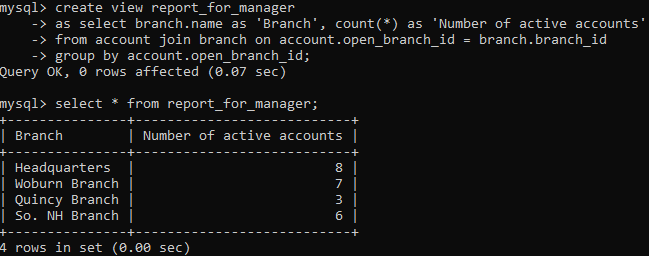 mysql> create view report_for_manager
    -> as select branch.name as 'Branch', count(*) as 'Number of active accounts'
    -> from account join branch on account.open_branch_id = branch.branch_id
    -> group by account.open_branch_id;
Query OK, 0 rows affected (0.07 sec)

mysql> select * from report_for_manager;
+---------------+---------------------------+
| Branch        | Number of active accounts |
+---------------+---------------------------+
| Headquarters  |                         8 |
| Woburn Branch |                         7 |
| Quincy Branch |                         3 |
| So. NH Branch |                         6 |
+---------------+---------------------------+
4 rows in set (0.00 sec)